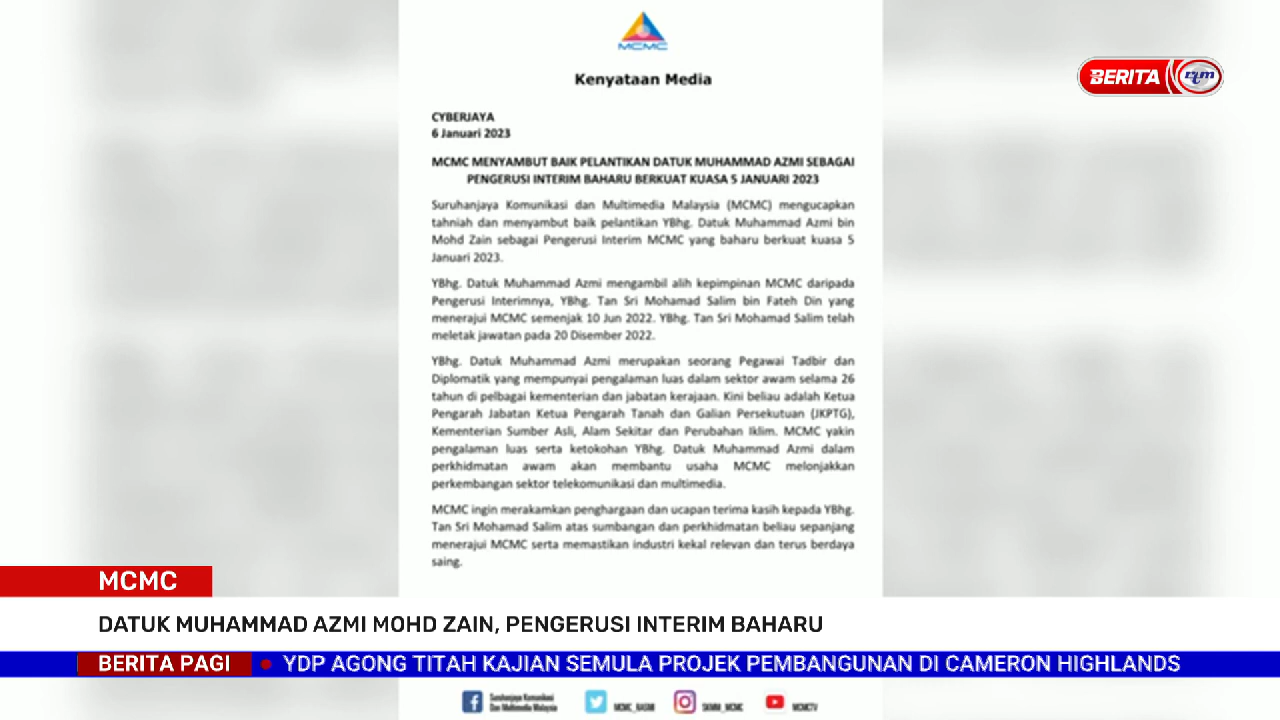 MCMC
Kenyataan Media
BERITA rtm
CYBERJAYA
6 Januari 2023
MCMC MENYAMBUT BAIK PELANTIKAN DATUK MUHAMMAD AZMI SEBAGAI
PENGERUSI INTERIM BAHARU BERKUAT KUASA 5 JANUARI 2023
Suruhanjaya Komunikasi dan Multimedia Malaysia (MCMC) mengucapkan
tahniah dan menyambut baik pelantikan YBhg. Datuk Muhammad Azmi bin
Mohd Zain sebagai Pengerusi Interim MCMC yang baharu berkuat kuasa 5
Januari 2023.
YBhg. Datuk Muhammad Azmi mengambil alih kepimpinan MCMC daripada
Pengerusi Interimnya, YBhg. Tan Sri Mohamad Salim bin Fateh Din yang
menerajui MCMC semenjak 10 Jun 2022. YBhg. Tan Sri Mohamad Salim telah
meletak jawatan pada 20 Disember 2022.
YBhg. Datuk Muhammad Azmi merupakan seorang Pegawai Tadbir dan
Diplomatik yang mempunyai pengalaman luas dalam sektor awam selama 26
tahun di pelbagai kementerian dan jabatan kerajaan. Kini beliau adalah Ketua
Pengarah Jabatan Ketua Pengarah Tanah dan Galian Persekutuan (JKPTG),
Kementerian Sumber Asli, Alam Sekitar dan Perubahan Iklim. MCMC yakin
pengalaman luas serta ketokohan YBhg. Datuk Muhammad Azmi dalam
perkhidmatan awam akan membantu usaha MCMC melonjakkan
perkembangan sektor telekomunikasi dan multimedia.
MCMC ingin merakamkan penghargaan dan ucapan terima kasih kepada YBhg.
Tan Sri Mohamad Salim atas sumbangan dan perkhidmatan beliau sepanjang
menerajui MCMC serta memastikan industri kekal relevan dan terus berdaya
saing.
MCMC
DATUK MUHAMMAD AZMI MOHD ZAIN, PENGERUSI INTERIM BAHARU
BERITA PAGI • YDP AGONG TITAH KAJIAN SEMULA PROJEK PEMBANGUNAN DI CAMERON HIGHLANDS
Suruhanjaya Komunikasi
Dan Multimedia Malaysia
MCMC_RASMI
SKMM_MCMC
MCMCTV